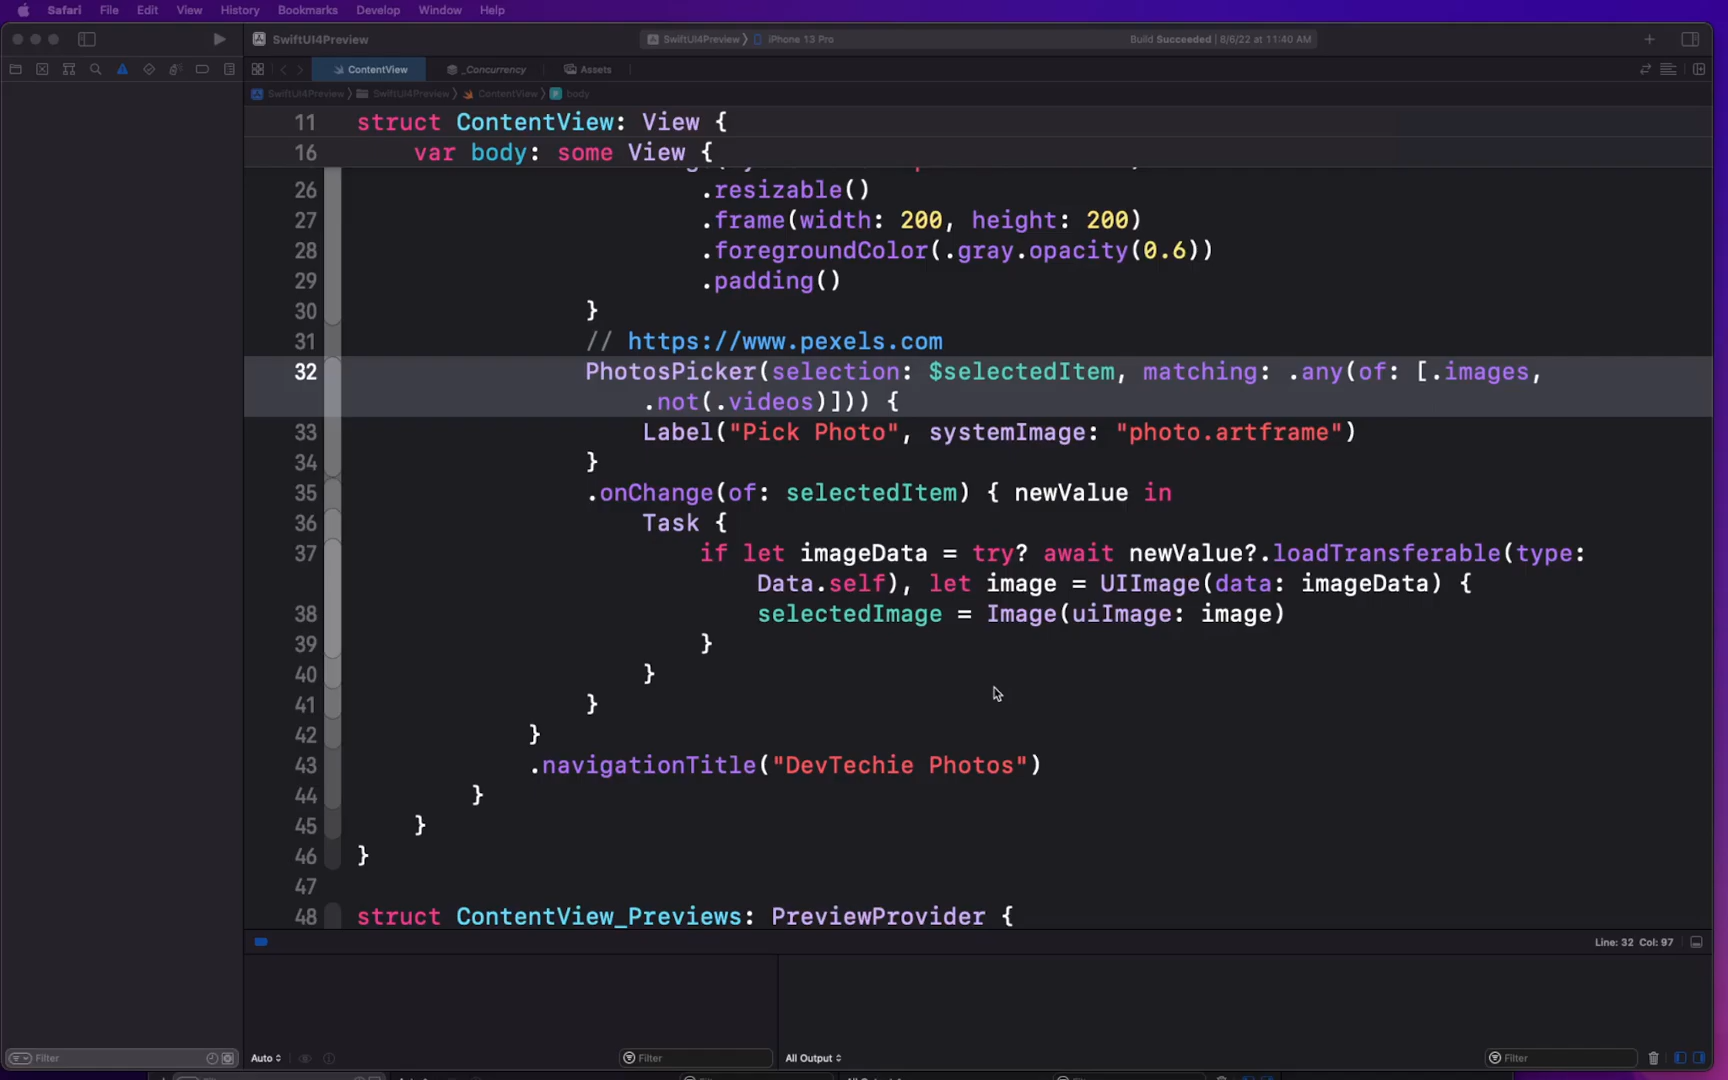 Safari File Edit View History Bookmarks Develop Window Help
SwiftUI4Preview SwiftUI4Preview iPhone 13 Pro Build Succeeded | 8/6/22 at 11:40 AM
ContentView _Concurrency Assets
SwiftUI4Preview SwiftUI4Preview ContentView body
11 struct ContentView: View {
16 var body: some View {
26 .resizable()
27 .frame(width: 200, height: 200)
28 .foregroundColor(.gray.opacity(0.6))
29 .padding()
30 }
31 // https://www.pexels.com
32 PhotosPicker(selection: $selectedItem, matching: .any(of: [.images,
.not(.videos)])) {
33 Label("Pick Photo", systemImage: "photo.artframe")
34 }
35 .onChange(of: selectedItem) { newValue in
36 Task {
37 if let imageData = try? await newValue?.loadTransferable(type:
Data.self), let image = UIImage(data: imageData) {
38 selectedImage = Image(uiImage: image)
39 }
40 }
41 }
42 }
43 .navigationTitle("DevTechie Photos")
44 }
45 }
46 }
47
48 struct ContentView_Previews: PreviewProvider {
Line: 32 Col: 97
Filter Auto Filter All Output Filter